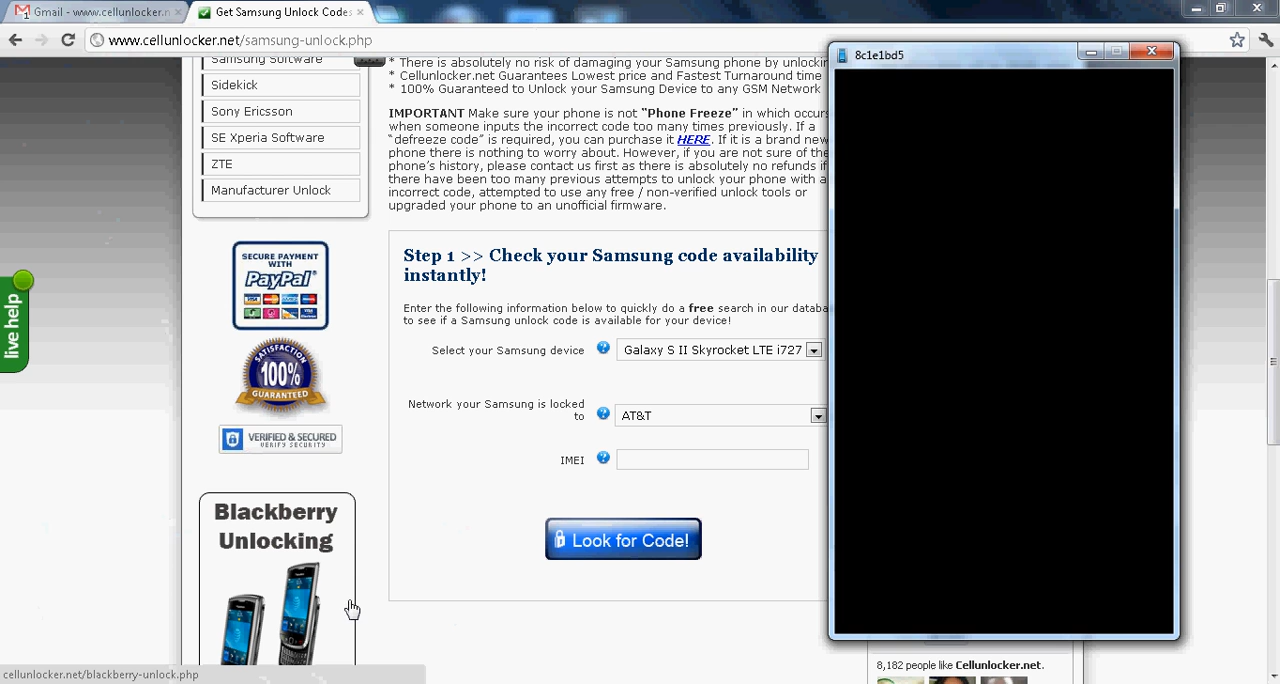 Gmail - www.cellunlocker.n
Get Samsung Unlock Codes
www.cellunlocker.net/samsung-unlock.php
8c1e1bd5
Samsung Software
Sidekick
Sony Ericsson
SE Xperia Software
ZTE
Manufacturer Unlock
SECURE PAYMENT
WITH
PayPal
VISA
SATISFACTION
100%
GUARANTEED
VERIFIED & SECURED
VERIFY SECURITY
Blackberry
Unlocking
live help
* There is absolutely no risk of damaging your Samsung phone by unlockin
* Cellunlocker.net Guarantees Lowest price and Fastest Turnaround time
* 100% Guaranteed to Unlock your Samsung Device to any GSM Network
IMPORTANT Make sure your phone is not “Phone Freeze” in which occurs
when someone inputs the incorrect code too many times previously. If a
“defreeze code” is required, you can purchase it HERE. If it is a brand new
phone there is nothing to worry about. However, if you are not sure of the
phone’s history, please contact us first as there is absolutely no refunds if
there have been too many previous attempts to unlock your phone with a
incorrect code, attempted to use any free / non-verified unlock tools or
upgraded your phone to an unofficial firmware.
Step 1 >> Check your Samsung code availability
instantly!
Enter the following information below to quickly do a free search in our databa
to see if a Samsung unlock code is available for your device!
Select your Samsung device ? Galaxy S II Skyrocket LTE i727
Network your Samsung is locked
to ? AT&T
IMEI ?
Look for Code!
8,182 people like Cellunlocker.net.
cellunlocker.net/blackberry-unlock.php